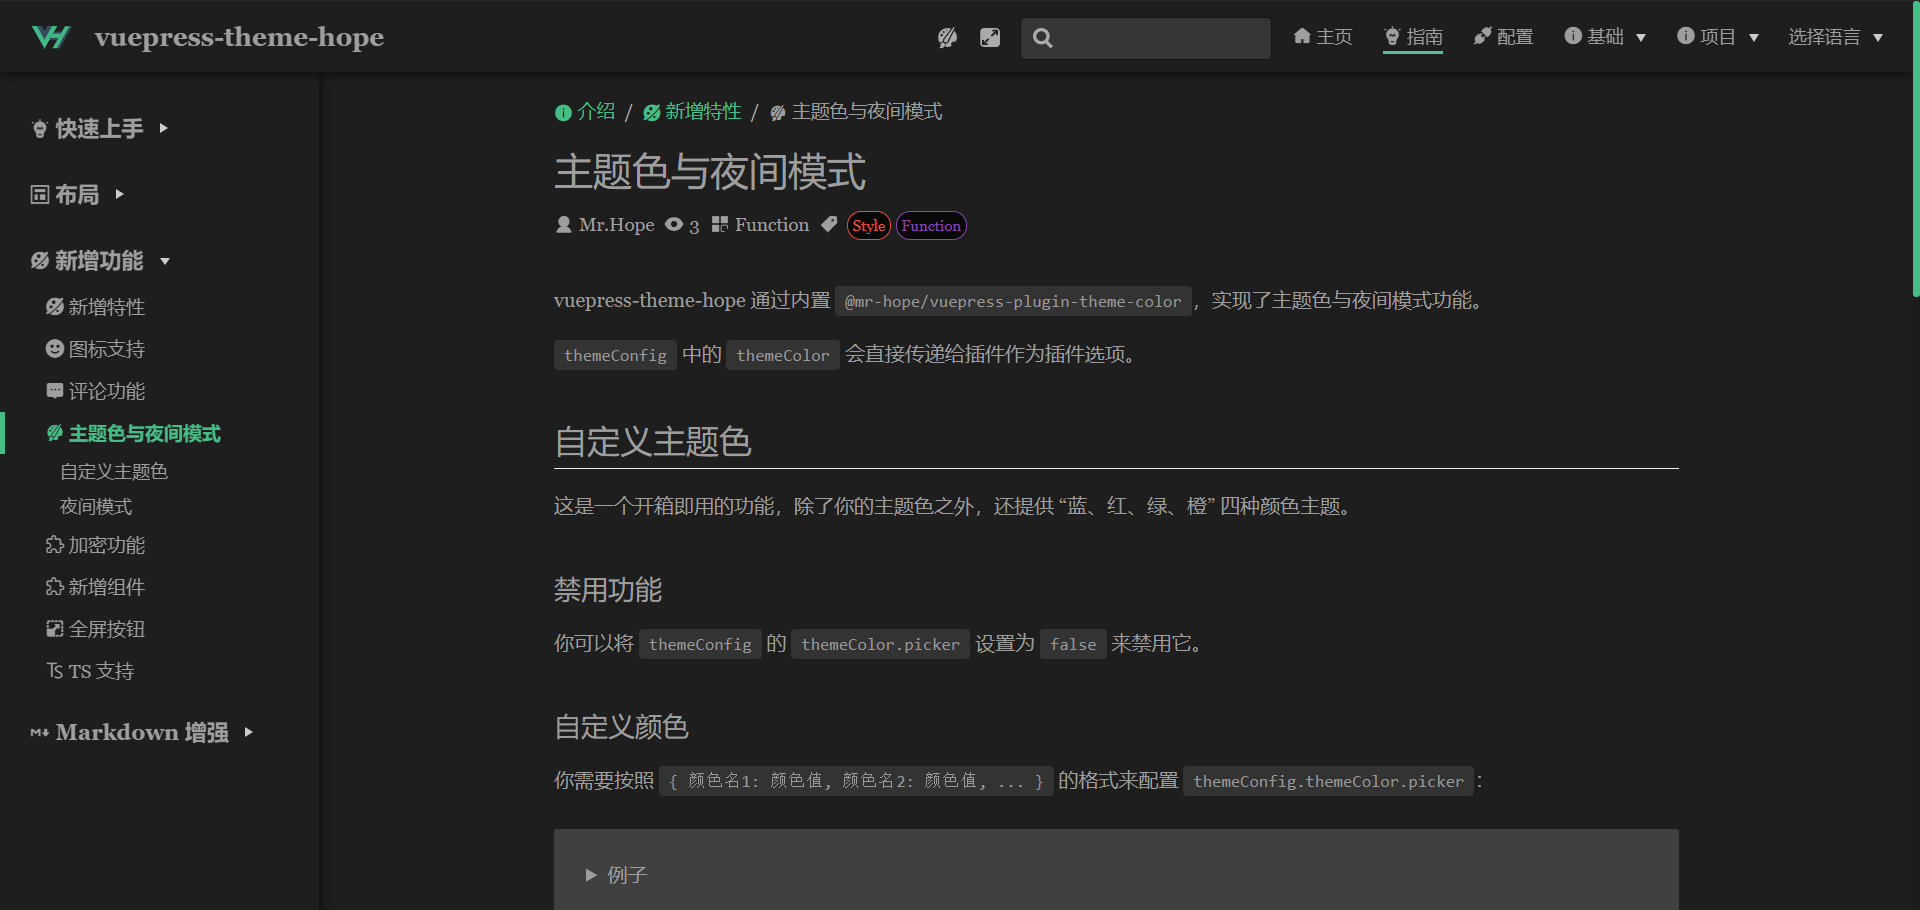 vuepress-theme-hope
主页
指南
配置
基础
项目
选择语言
快速上手
布局
新增功能
新增特性
图标支持
评论功能
主题色与夜间模式
自定义主题色
夜间模式
加密功能
新增组件
全屏按钮
TS TS 支持
M↓ Markdown 增强
介绍 / 新增特性 / 主题色与夜间模式
主题色与夜间模式
Mr.Hope 3 Function Style Function
vuepress-theme-hope 通过内置 @mr-hope/vuepress-plugin-theme-color，实现了主题色与夜间模式功能。
themeConfig 中的 themeColor 会直接传递给插件作为插件选项。
自定义主题色
这是一个开箱即用的功能，除了你的主题色之外，还提供 “蓝、红、绿、橙” 四种颜色主题。
禁用功能
你可以将 themeConfig 的 themeColor.picker 设置为 false 来禁用它。
自定义颜色
你需要按照 { 颜色名1: 颜色值, 颜色名2: 颜色值, ... } 的格式来配置 themeConfig.themeColor.picker：
例子